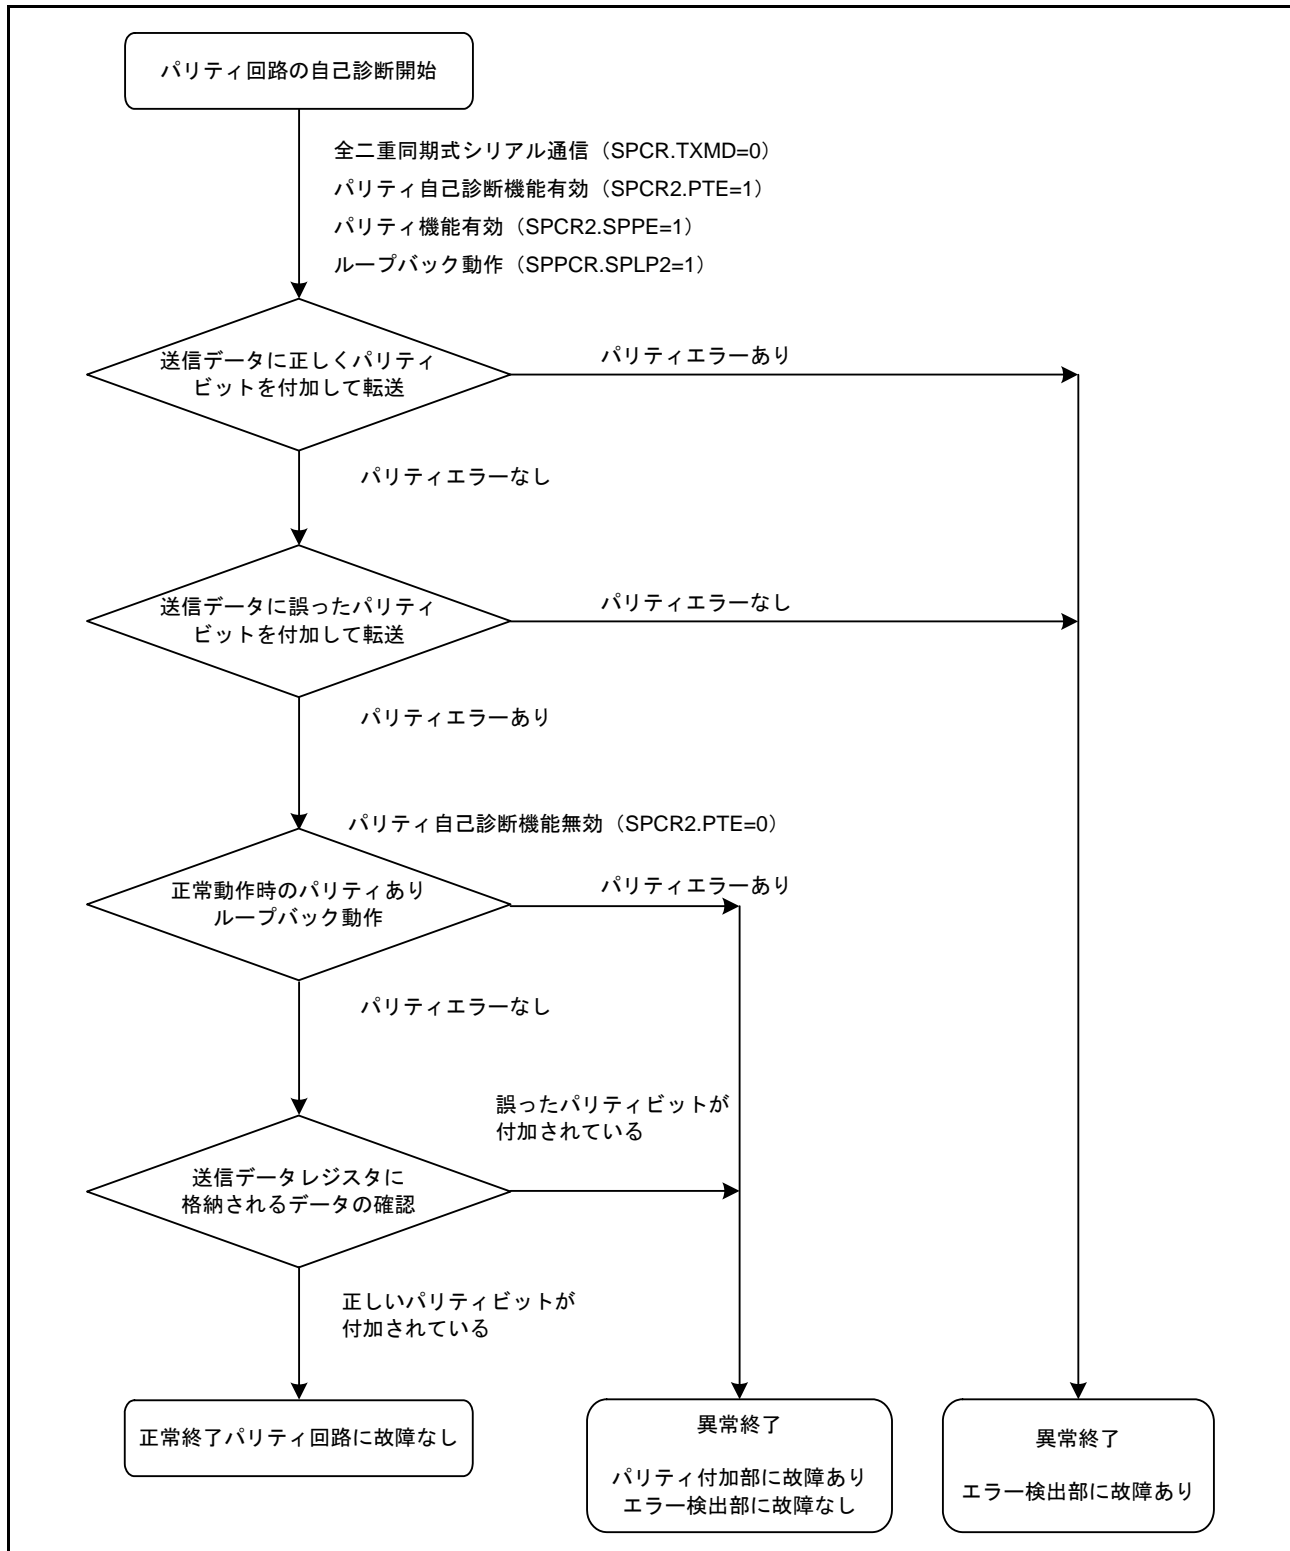 パリティ回路の自己診断開始
全二重同期式シリアル通信（SPCR.TXMD=0）
パリティ自己診断機能有効（SPCR2.PTE=1）
パリティ機能有効（SPCR2.SPPE=1）
ループバック動作（SPPCR.SPLP2=1）
送信データに正しくパリティ
ビットを付加して転送
パリティエラーあり
パリティエラーなし
送信データに誤ったパリティ
ビットを付加して転送
パリティエラーなし
パリティエラーあり
パリティ自己診断機能無効（SPCR2.PTE=0）
正常動作時のパリティあり
ループバック動作
パリティエラーあり
パリティエラーなし
誤ったパリティビットが
付加されている
送信データレジスタに
格納されるデータの確認
正しいパリティビットが
付加されている
正常終了パリティ回路に故障なし
異常終了
パリティ付加部に故障あり
エラー検出部に故障なし
異常終了
エラー検出部に故障あり